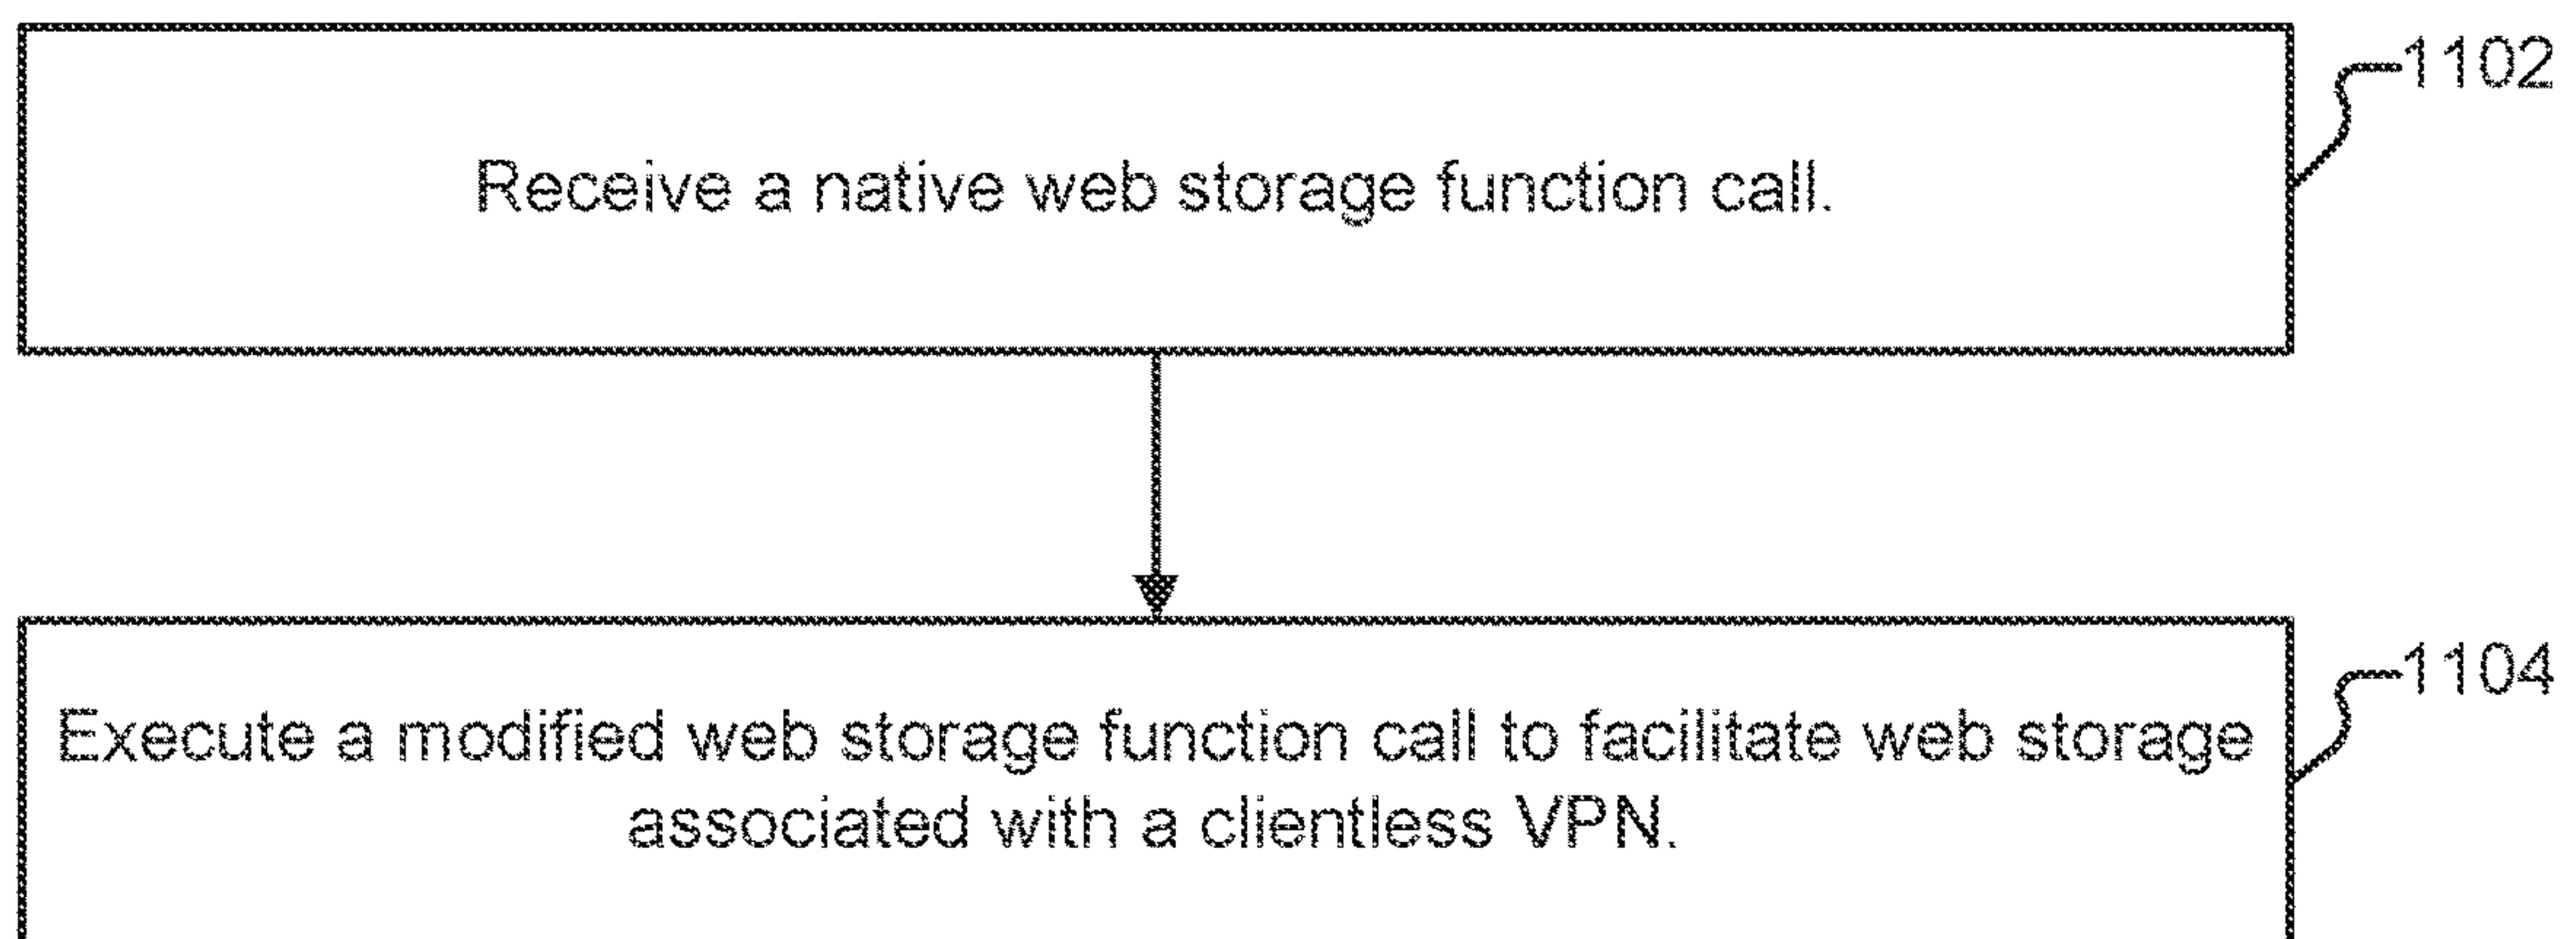 1102
Receive a native web storage function call.
1104
Execute a modified web storage function call to facilitate web storage
associated with a clientless VPN.